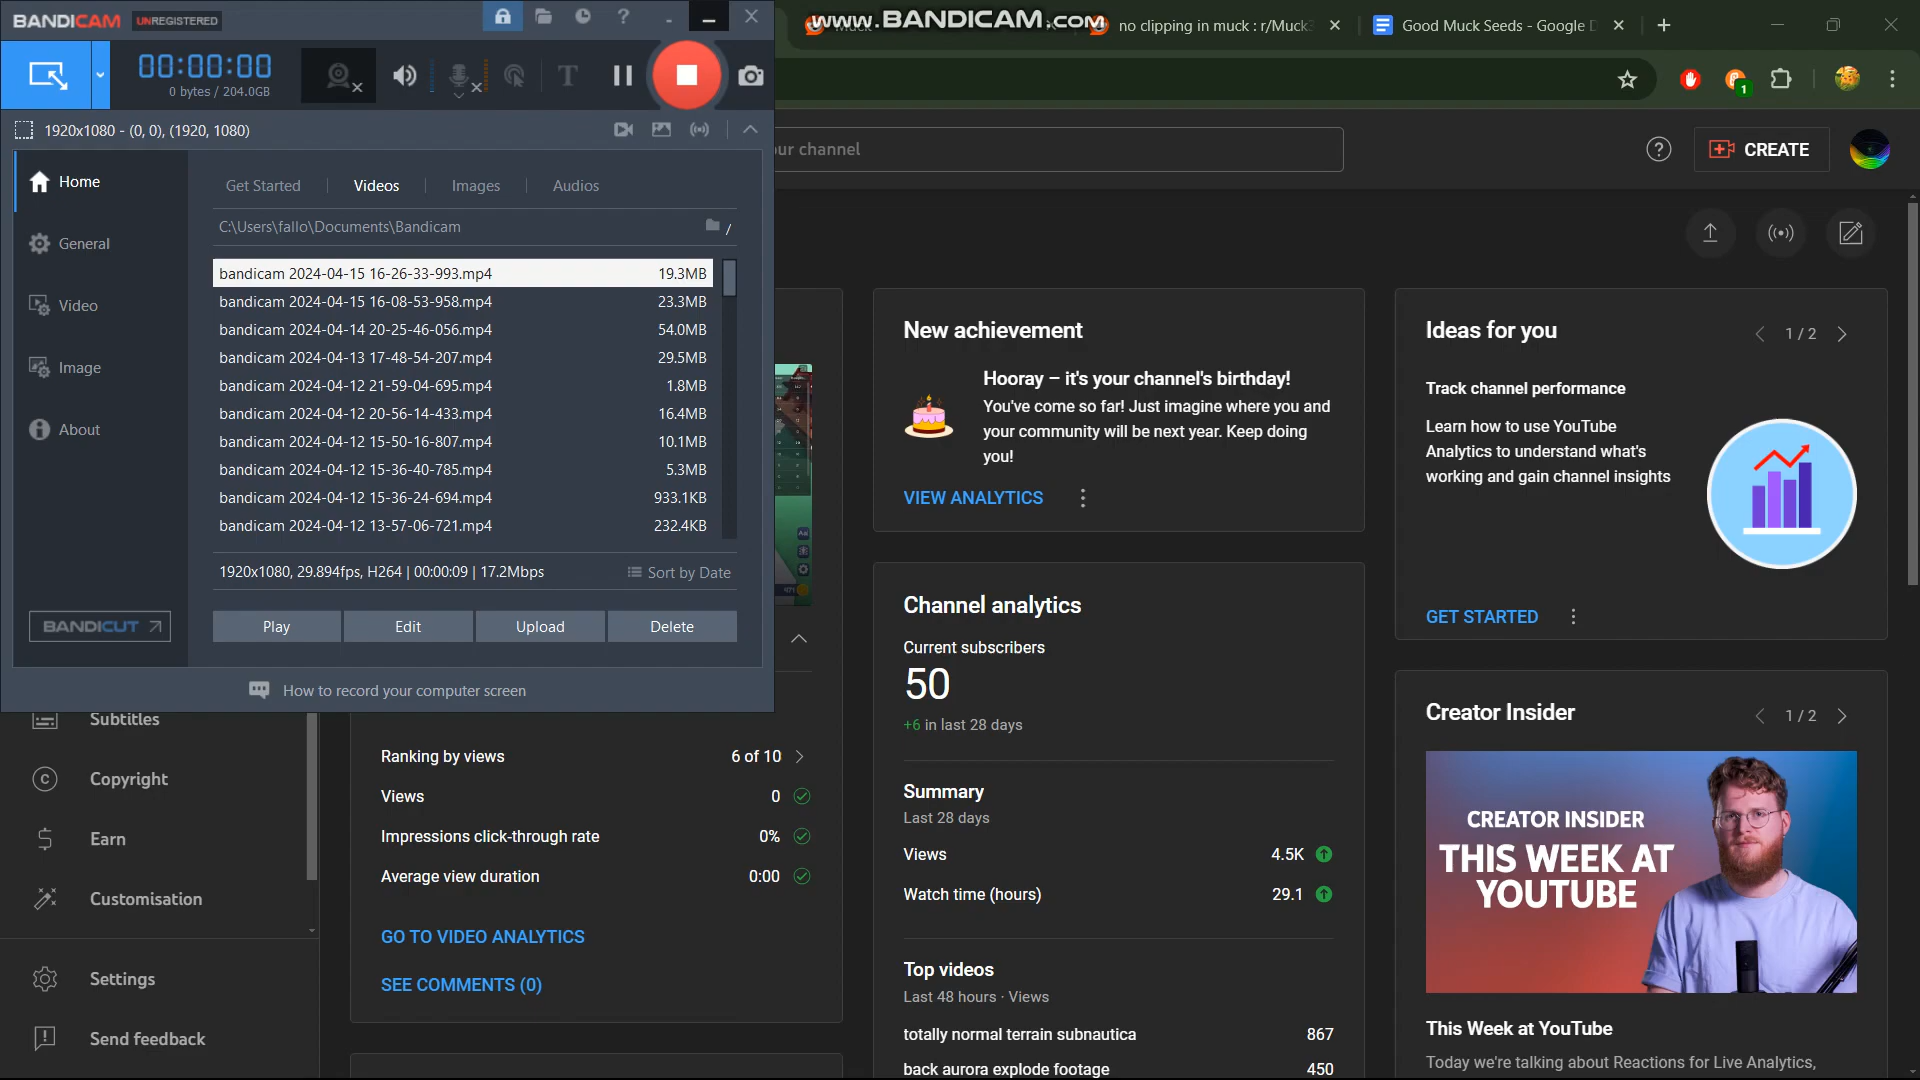 BANDICAM UNREGISTERED
www.BANDICAM.com
no clipping in muck : r/Muck
Good Muck Seeds - Google D
00:00:00
0 bytes / 204.0GB
1
1920x1080 - (0, 0), (1920, 1080)
our channel
CREATE
Home
General
Video
Image
About
BANDICUT
Get Started
Videos
Images
Audios
C:\Users\fallo\Documents\Bandicam
bandicam 2024-04-15 16-26-33-993.mp4 19.3MB
bandicam 2024-04-15 16-08-53-958.mp4 23.3MB
bandicam 2024-04-14 20-25-46-056.mp4 54.0MB
bandicam 2024-04-13 17-48-54-207.mp4 29.5MB
bandicam 2024-04-12 21-59-04-695.mp4 1.8MB
bandicam 2024-04-12 20-56-14-433.mp4 16.4MB
bandicam 2024-04-12 15-50-16-807.mp4 10.1MB
bandicam 2024-04-12 15-36-40-785.mp4 5.3MB
bandicam 2024-04-12 15-36-24-694.mp4 933.1KB
bandicam 2024-04-12 13-57-06-721.mp4 232.4KB
1920x1080, 29.894fps, H264 | 00:00:09 | 17.2Mbps
Sort by Date
Play
Edit
Upload
Delete
How to record your computer screen
Subtitles
Copyright
Earn
Customisation
Settings
Send feedback
Ranking by views 6 of 10
Views 0
Impressions click-through rate 0%
Average view duration 0:00
GO TO VIDEO ANALYTICS
SEE COMMENTS (0)
New achievement
Hooray – it's your channel's birthday!
You've come so far! Just imagine where you and
your community will be next year. Keep doing
you!
VIEW ANALYTICS
Channel analytics
Current subscribers
50
+6 in last 28 days
Summary
Last 28 days
Views 4.5K
Watch time (hours) 29.1
Top videos
Last 48 hours · Views
totally normal terrain subnautica 867
back aurora explode footage 450
Ideas for you
1 / 2
Track channel performance
Learn how to use YouTube
Analytics to understand what's
working and gain channel insights
GET STARTED
Creator Insider
1 / 2
CREATOR INSIDER
THIS WEEK AT
YOUTUBE
This Week at YouTube
Today we're talking about Reactions for Live Analytics,